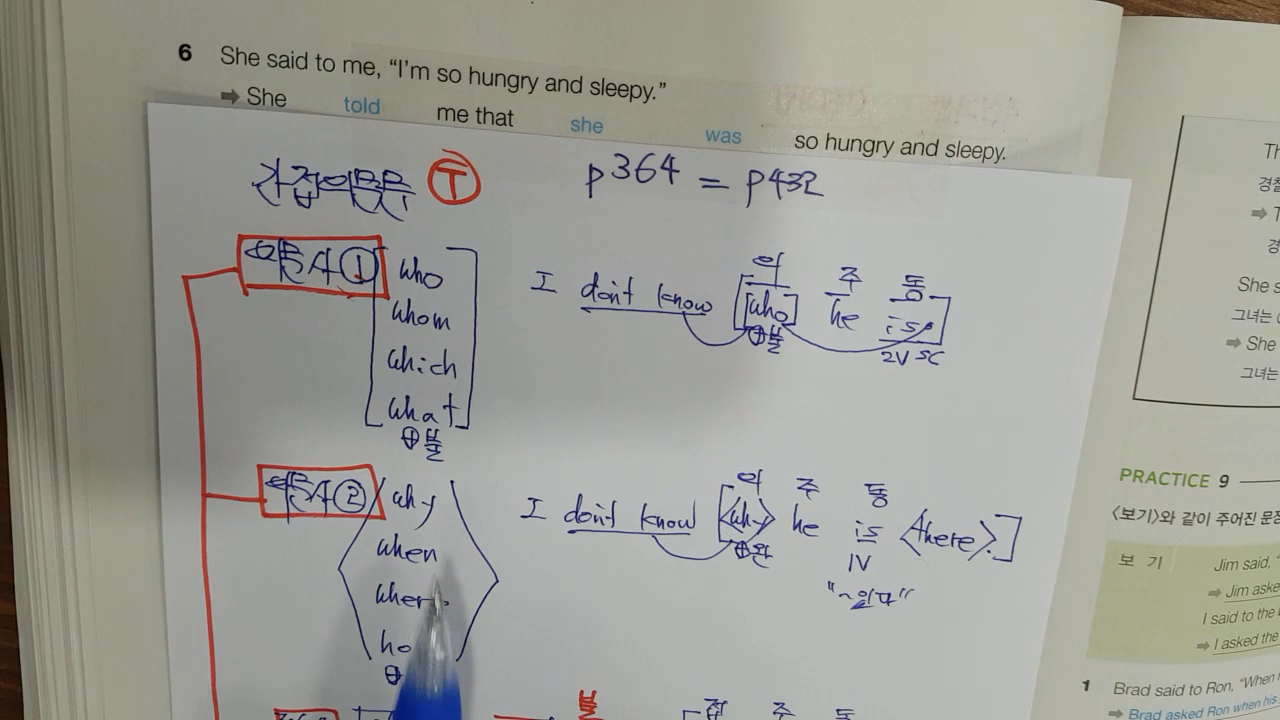 6 She said to me, “I’m so hungry and sleepy.”
➡ She told me that she was so hungry and sleepy.
간접의문문 Ⓣ p364 = p432
의문사①
who
whom
which
what
⊕불
의 주 동
I don't know [who] he is
⊕불
2V SC
의문사②
why
when
wher
ho
⊕
의 주 동
I don't know [<why> he is <there>.]
⊕완
1V
"~있다"
불
접 주 동
Th
경찰
➡ T
경
She s
그녀는
➡ She
그녀는
PRACTICE 9
<보기>와 같이 주어진 문장
보 기
Jim said, “
➡ Jim aske
I said to the
➡ I asked the
1 Brad said to Ron, “When
➡ Brad asked Ron when his